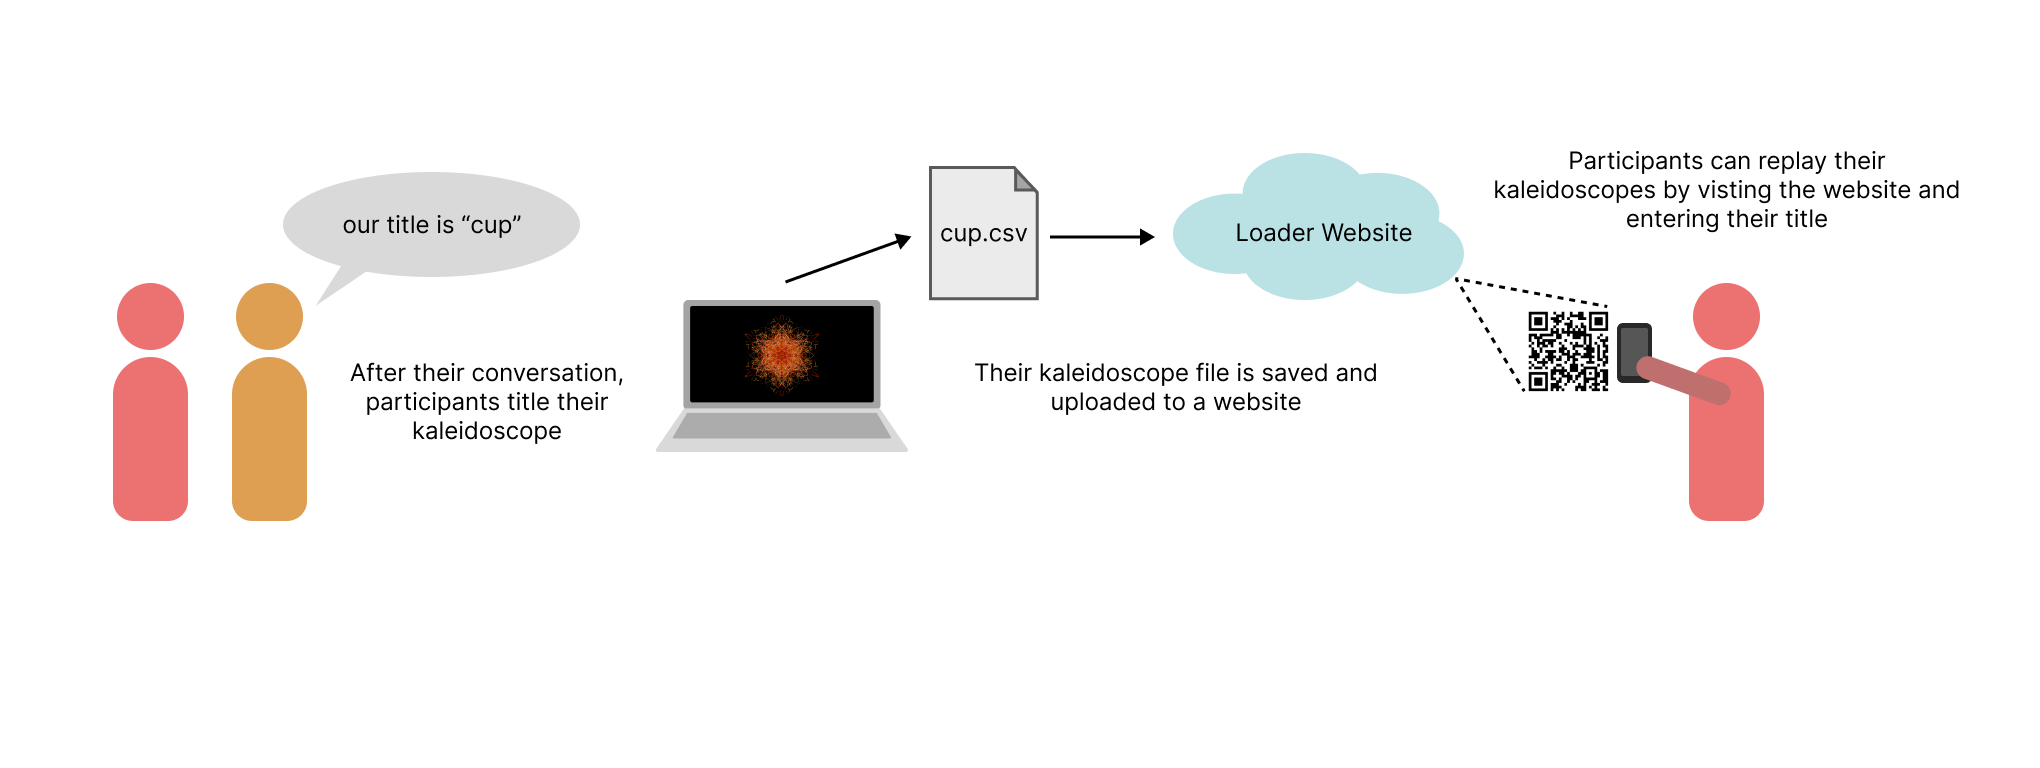 our title is “cup”
After their conversation,
participants title their
kaleidoscope
cup.csv
Their kaleidoscope file is saved and
uploaded to a website
Loader Website
Participants can replay their
kaleidoscopes by visting the website and
entering their title